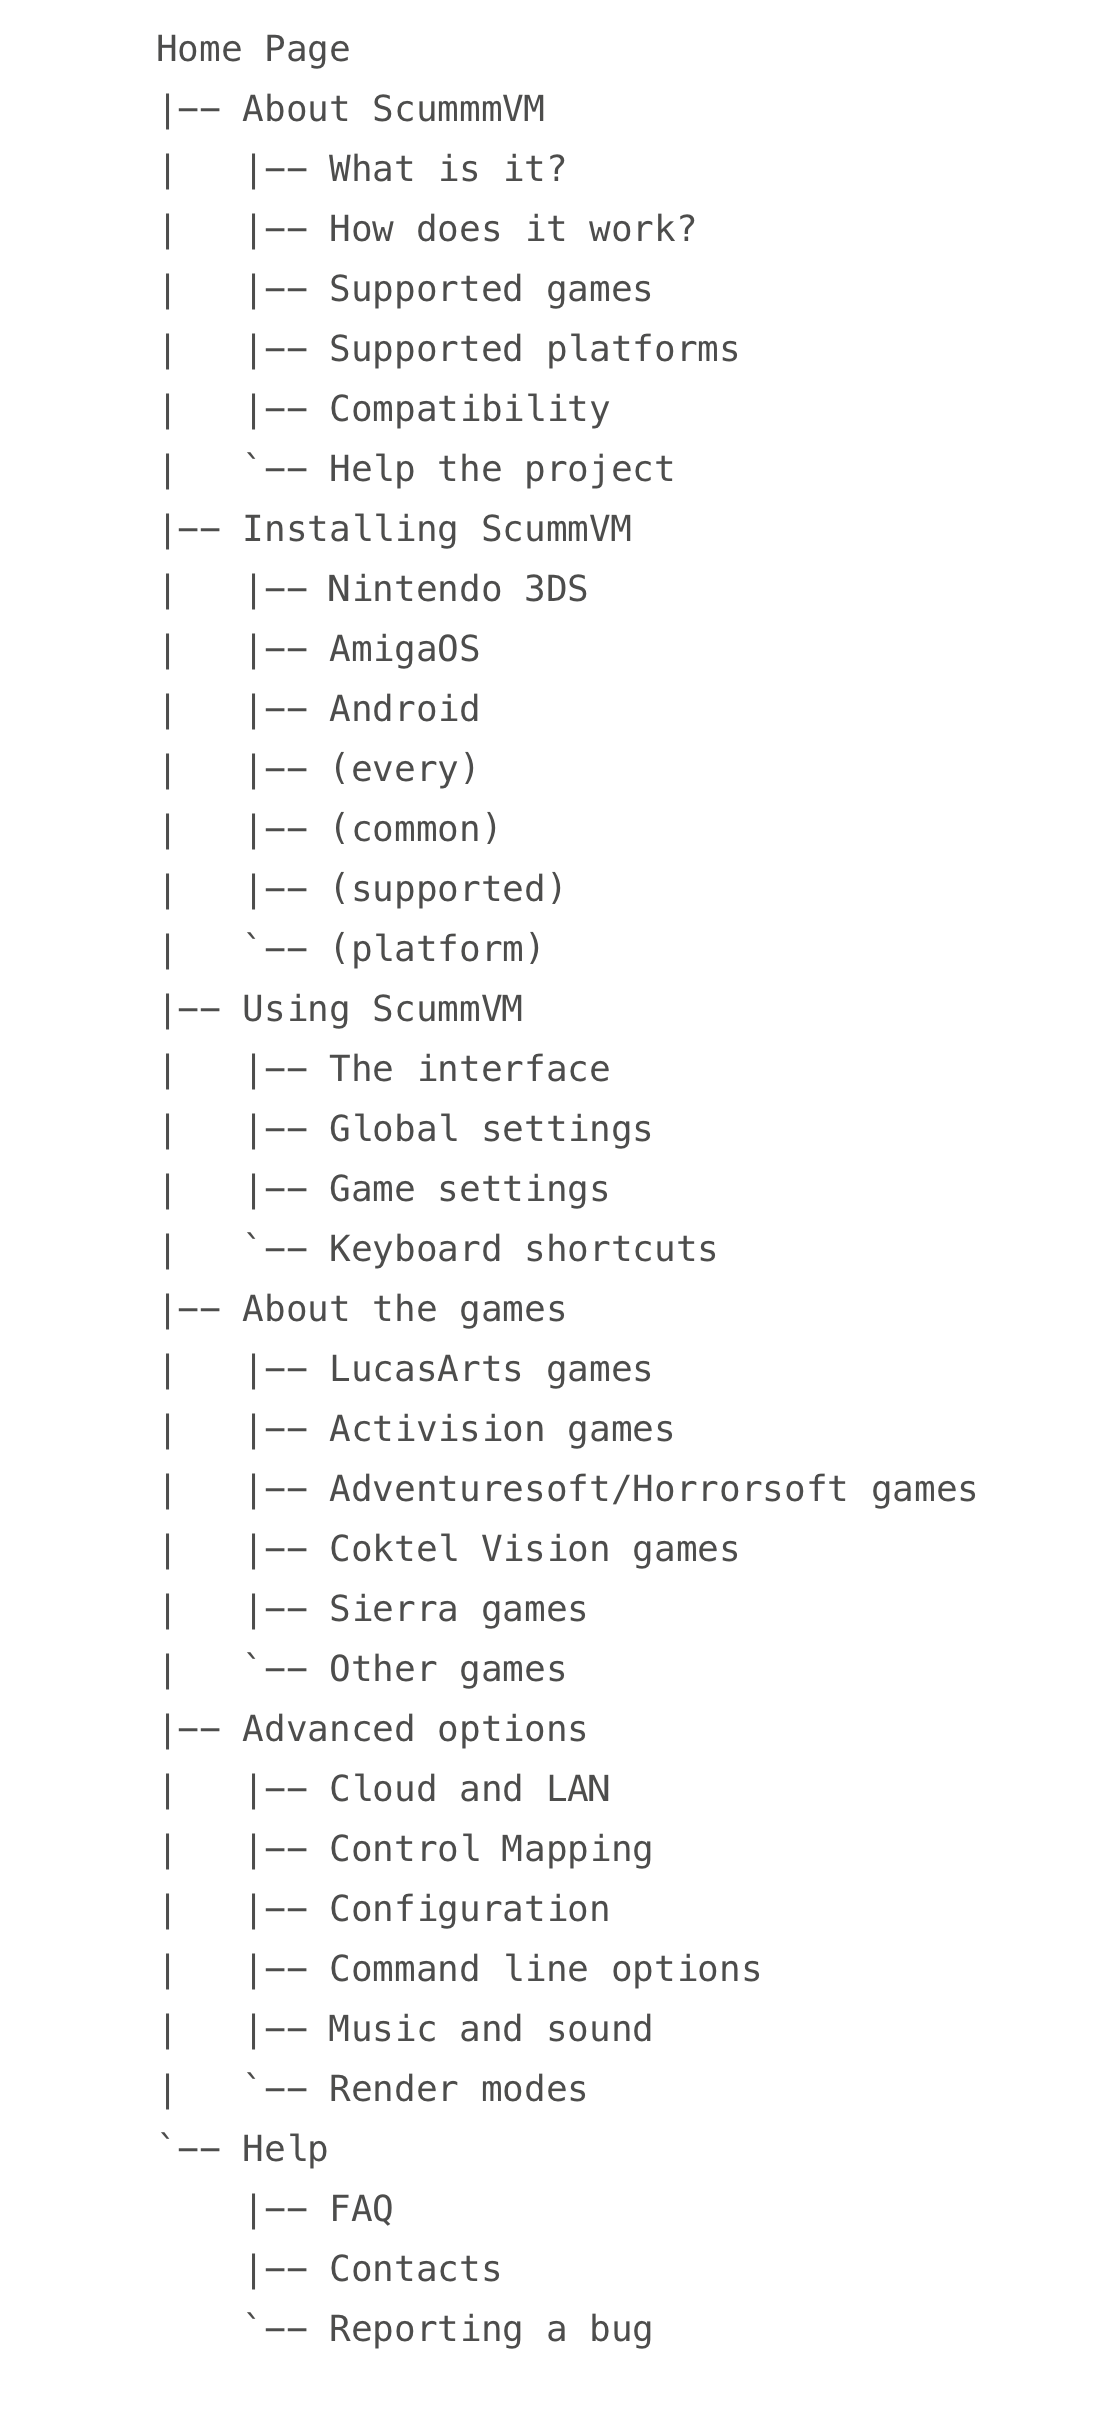 Home Page
|−− About ScummmVM
|   |−− What is it?
|   |−− How does it work?
|   |−− Supported games
|   |−− Supported platforms
|   |−− Compatibility
|   `−− Help the project
|−− Installing ScummVM
|   |−− Nintendo 3DS
|   |−− AmigaOS
|   |−− Android
|   |−− (every)
|   |−− (common)
|   |−− (supported)
|   `−− (platform)
|−− Using ScummVM
|   |−− The interface
|   |−− Global settings
|   |−− Game settings
|   `−− Keyboard shortcuts
|−− About the games
|   |−− LucasArts games
|   |−− Activision games
|   |−− Adventuresoft/Horrorsoft games
|   |−− Coktel Vision games
|   |−− Sierra games
|   `−− Other games
|−− Advanced options
|   |−− Cloud and LAN
|   |−− Control Mapping
|   |−− Configuration
|   |−− Command line options
|   |−− Music and sound
|   `−− Render modes
`−− Help
    |−− FAQ
    |−− Contacts
    `−− Reporting a bug